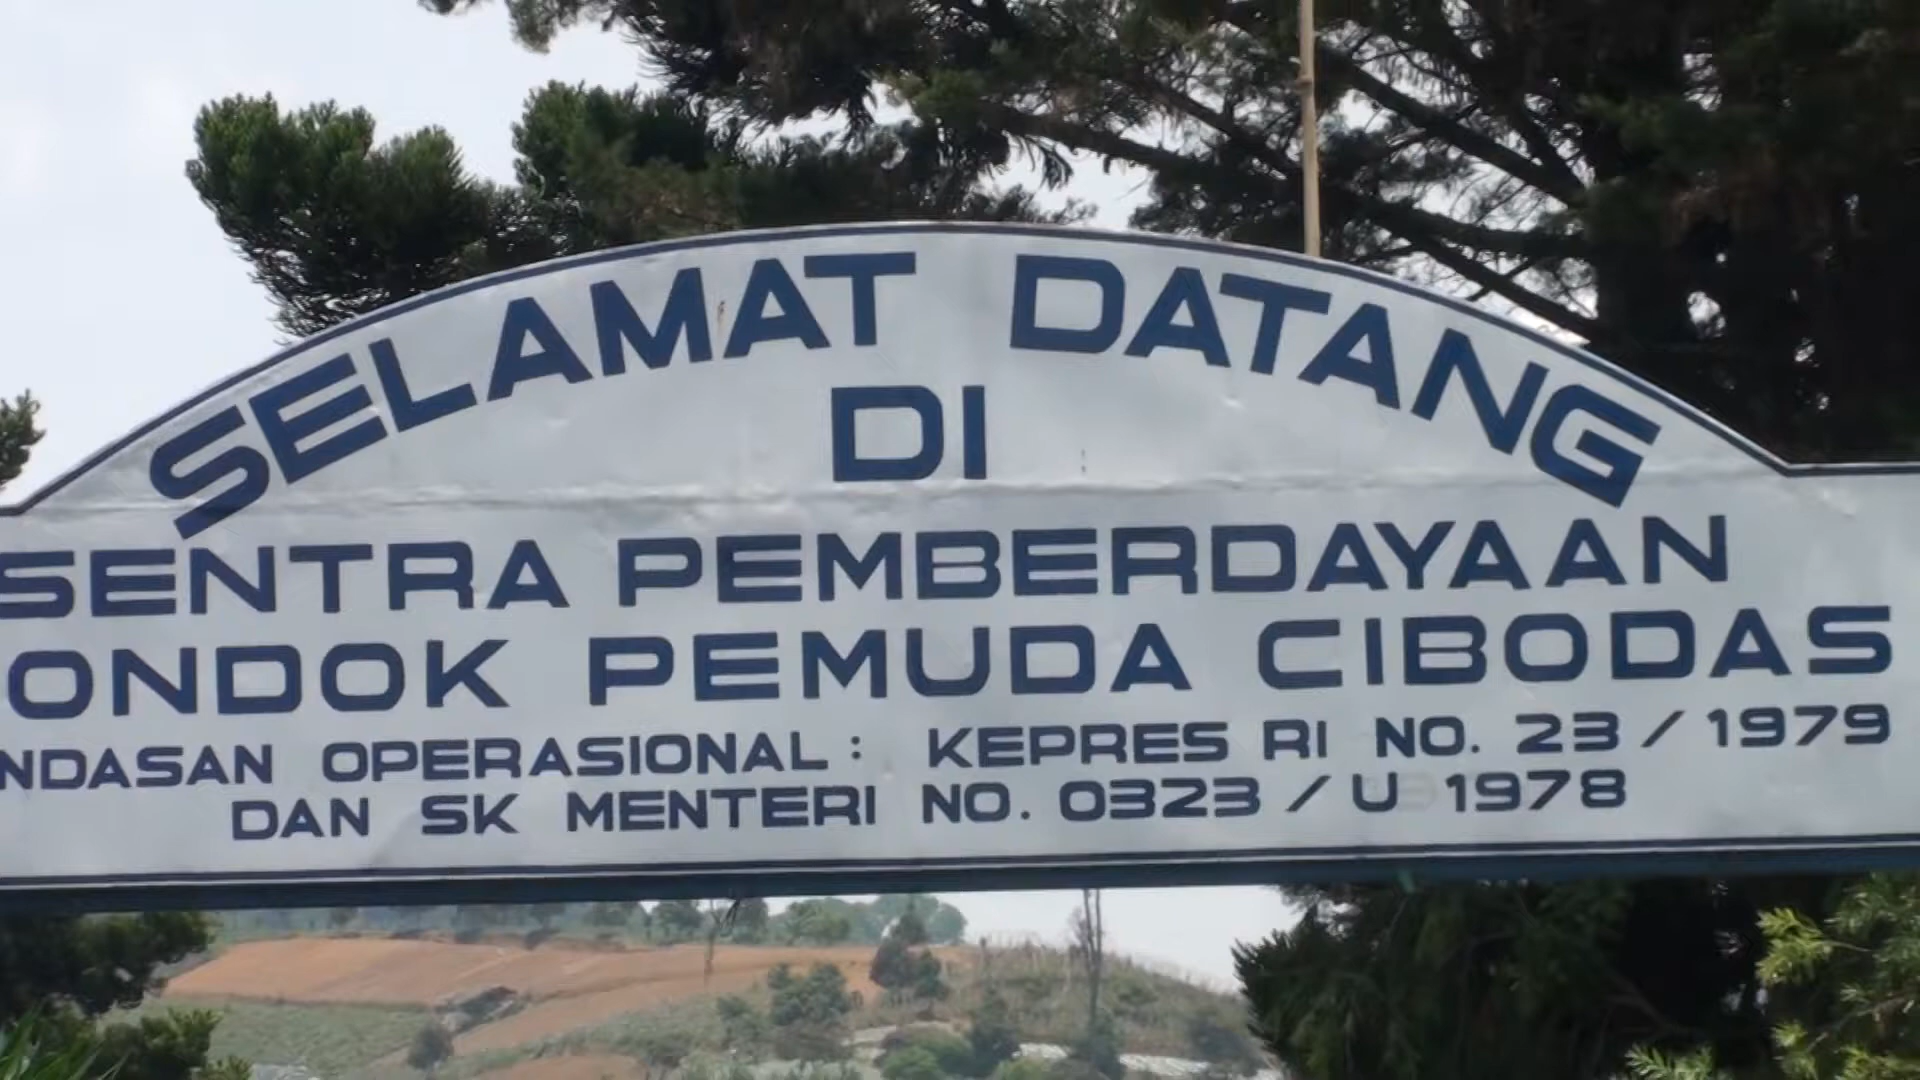 SELAMAT DATANG
DI
SENTRA PEMBERDAYAAN
ONDOK PEMUDA CIBODAS
NDASAN OPERASIONAL : KEPRES RI NO. 23 / 1979
DAN SK MENTERI NO. 0323 / U 1978